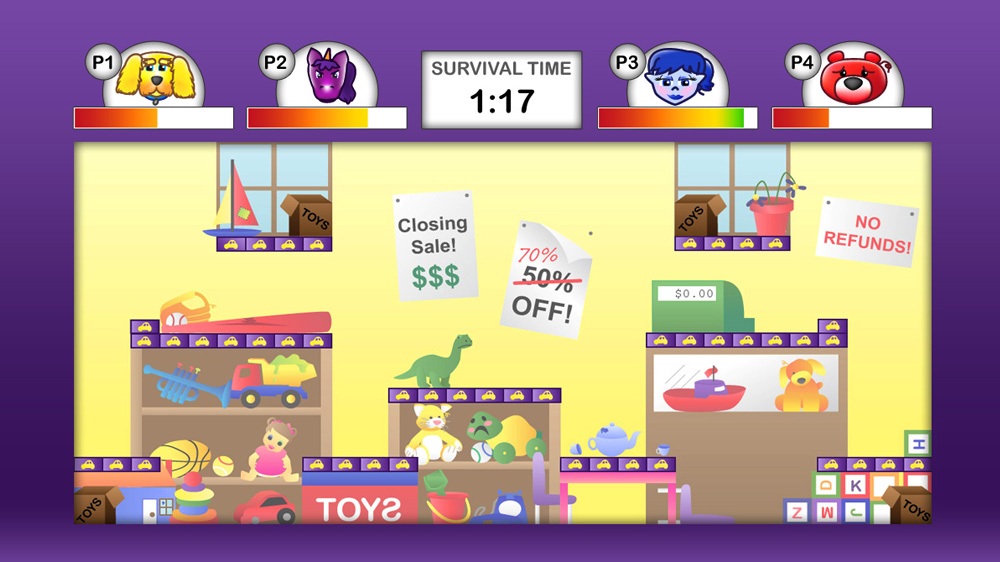 P1
P2
SURVIVAL TIME
1:17
P3
P4
TOYS
Closing
Sale!
$$$
70%
50%
OFF!
TOYS
NO
REFUNDS!
$0.00
H
D K
TOYS
TOYS
Z M J
TOYS